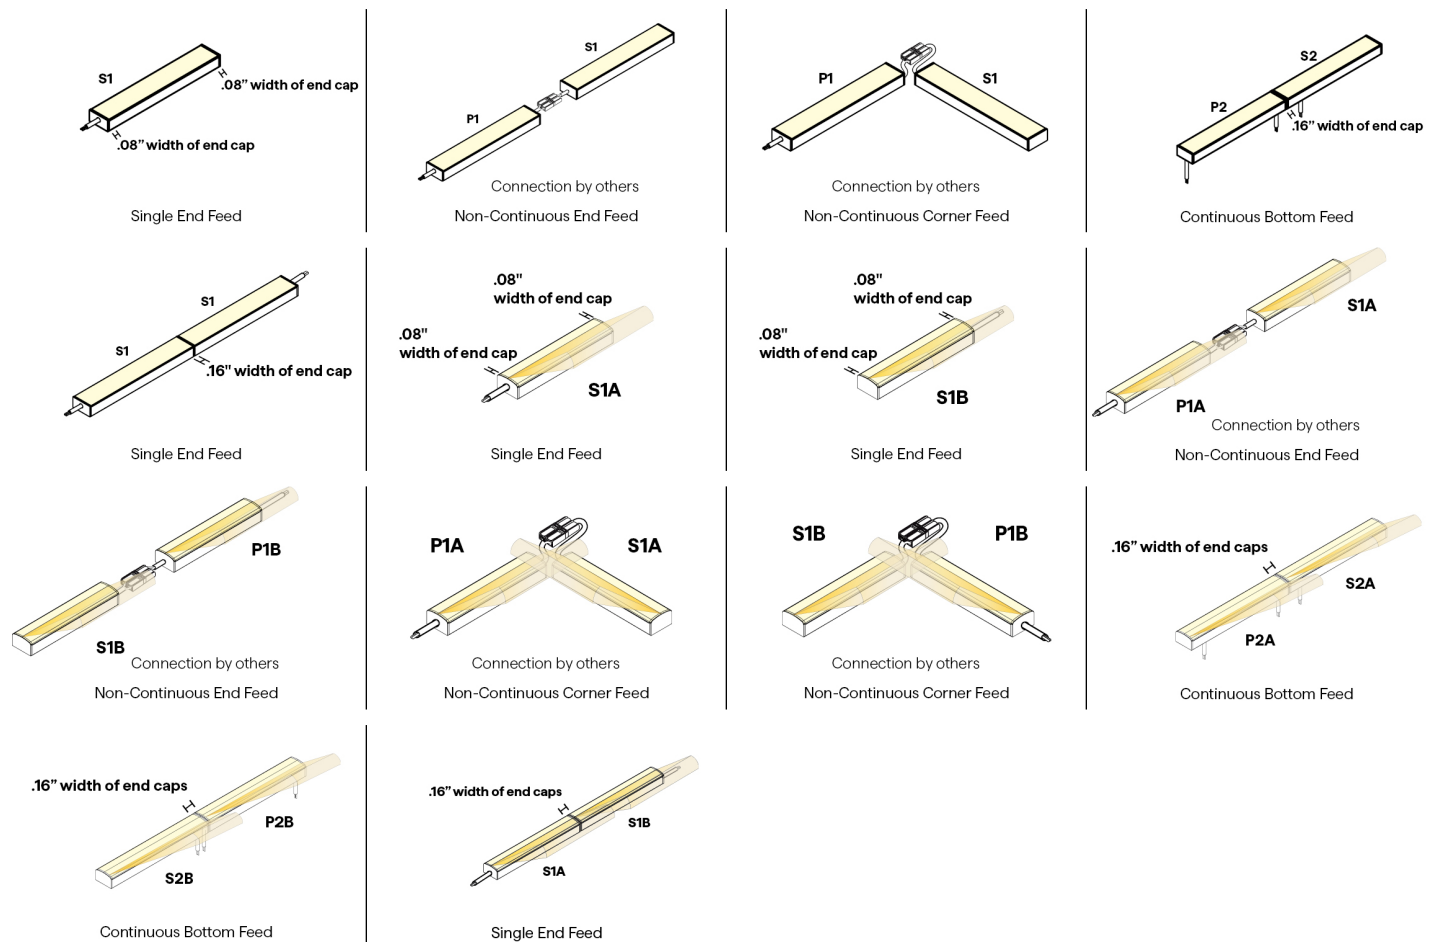 S1
.08” width of end cap
.08” width of end cap
Single End Feed
S1
P1
Connection by others
Non-Continuous End Feed
P1
S1
Connection by others
Non-Continuous Corner Feed
S2
P2
.16” width of end cap
Continuous Bottom Feed
S1
S1
.16" width of end cap
Single End Feed
.08"
width of end cap
.08"
width of end cap
S1A
Single End Feed
.08"
width of end cap
.08"
width of end cap
S1B
Single End Feed
S1A
P1A
Connection by others
Non-Continuous End Feed
P1B
S1B
Connection by others
Non-Continuous End Feed
P1A
S1A
Connection by others
Non-Continuous Corner Feed
S1B
P1B
Connection by others
Non-Continuous Corner Feed
.16” width of end caps
S2A
P2A
Continuous Bottom Feed
.16” width of end caps
P2B
S2B
Continuous Bottom Feed
.16” width of end caps
S1B
S1A
Single End Feed